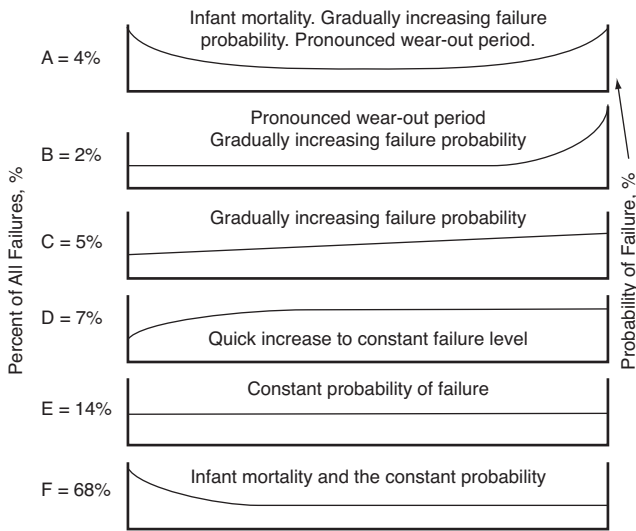 Infant mortality. Gradually increasing failure
probability. Pronounced wear-out period.
A = 4%
Pronounced wear-out period
Gradually increasing failure probability
B = 2%
Gradually increasing failure probability
C = 5%
D = 7%
Quick increase to constant failure level
Constant probability of failure
E = 14%
Infant mortality and the constant probability
F = 68%
Percent of All Failures, %
Probability of Failure, %